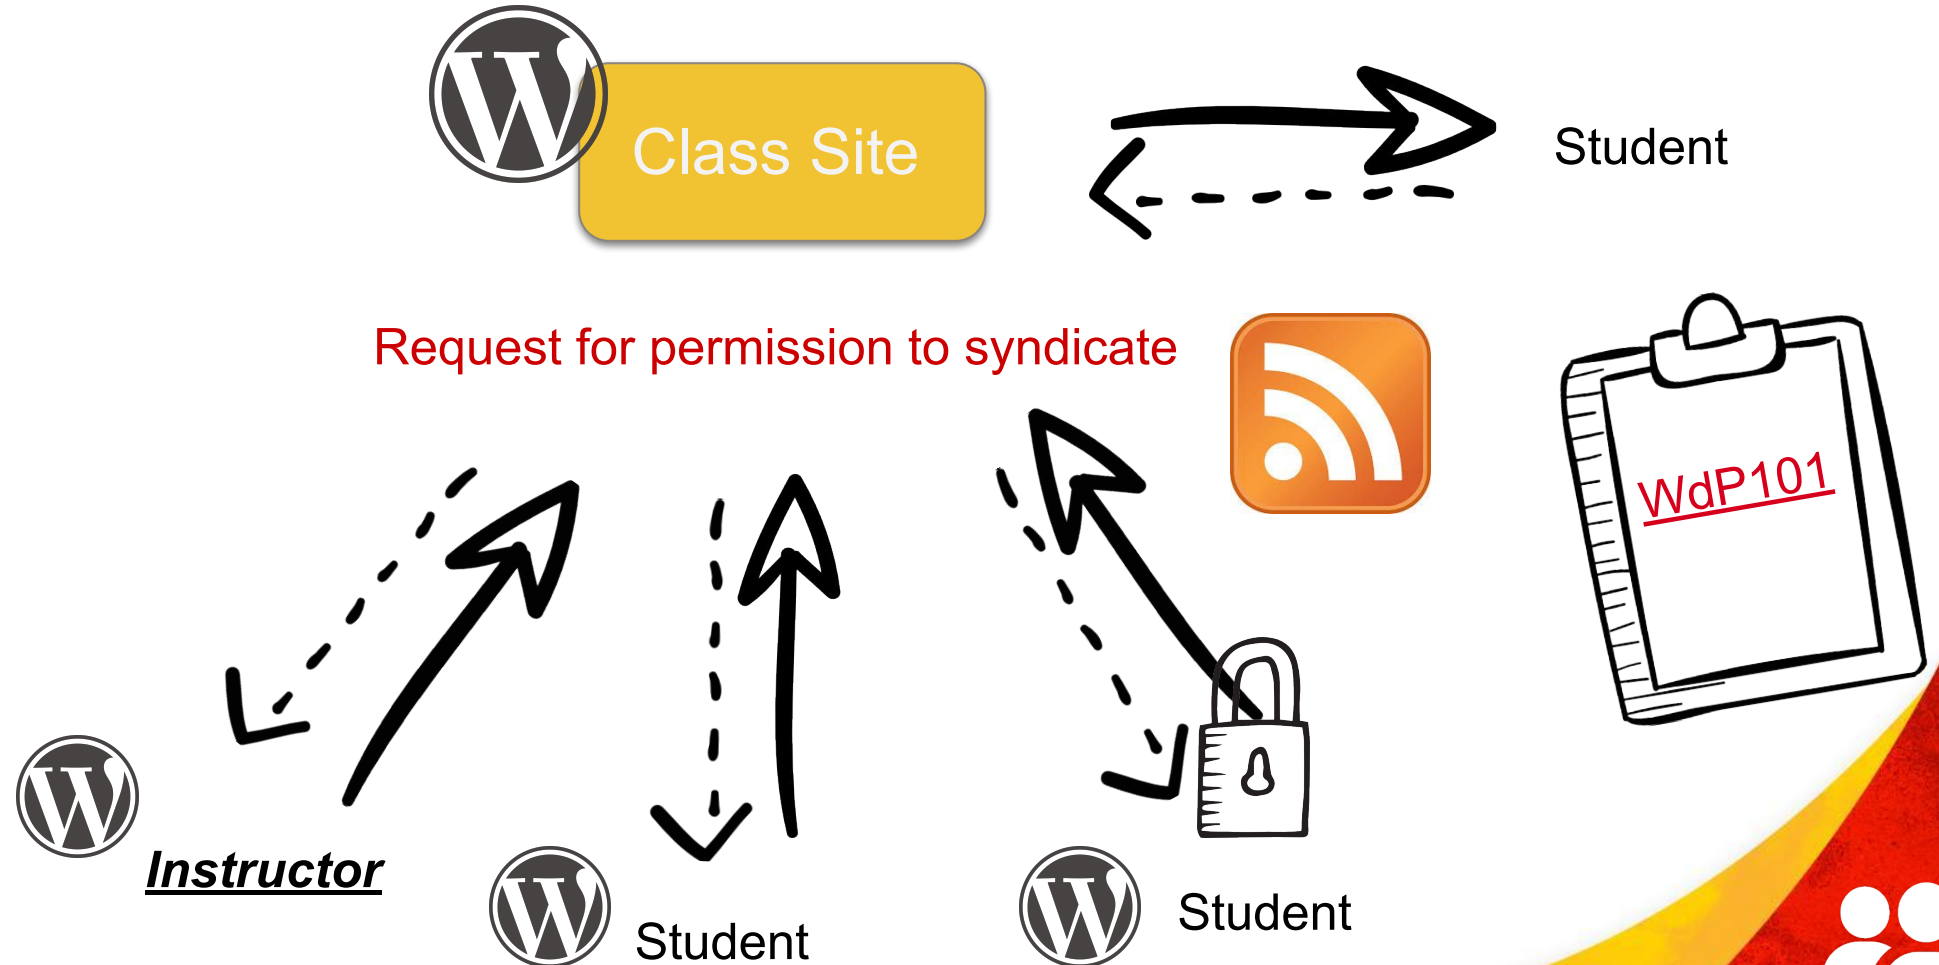 Class Site
Student
Request for permission to syndicate
WdP101
Instructor
Student
Student